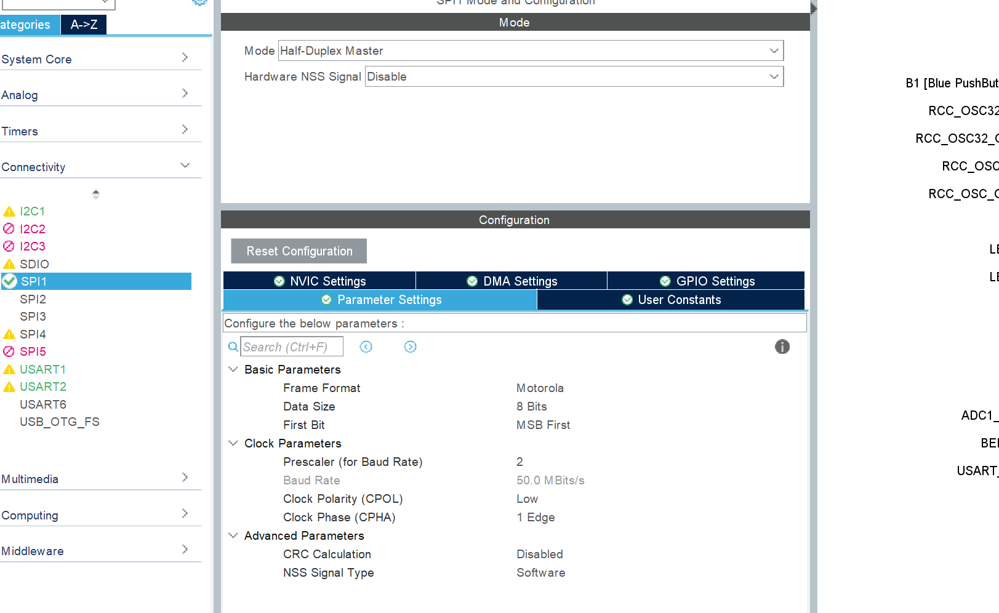 SPI1 Mode and Configuration
ategories
A->Z
System Core
Analog
Timers
Connectivity
I2C1
I2C2
I2C3
SDIO
SPI1
SPI2
SPI3
SPI4
SPI5
USART1
USART2
USART6
USB_OTG_FS
Multimedia
Computing
Middleware
Mode
Mode Half-Duplex Master
Hardware NSS Signal Disable
Configuration
Reset Configuration
NVIC Settings DMA Settings GPIO Settings
Parameter Settings User Constants
Configure the below parameters :
Search (Ctrl+F)
Basic Parameters
Frame Format Motorola
Data Size 8 Bits
First Bit MSB First
Clock Parameters
Prescaler (for Baud Rate) 2
Baud Rate 50.0 MBits/s
Clock Polarity (CPOL) Low
Clock Phase (CPHA) 1 Edge
Advanced Parameters
CRC Calculation Disabled
NSS Signal Type Software
B1 [Blue PushBut
RCC_OSC32
RCC_OSC32_
RCC_OSC
RCC_OSC_
LE
LE
ADC1_
BE
USART_